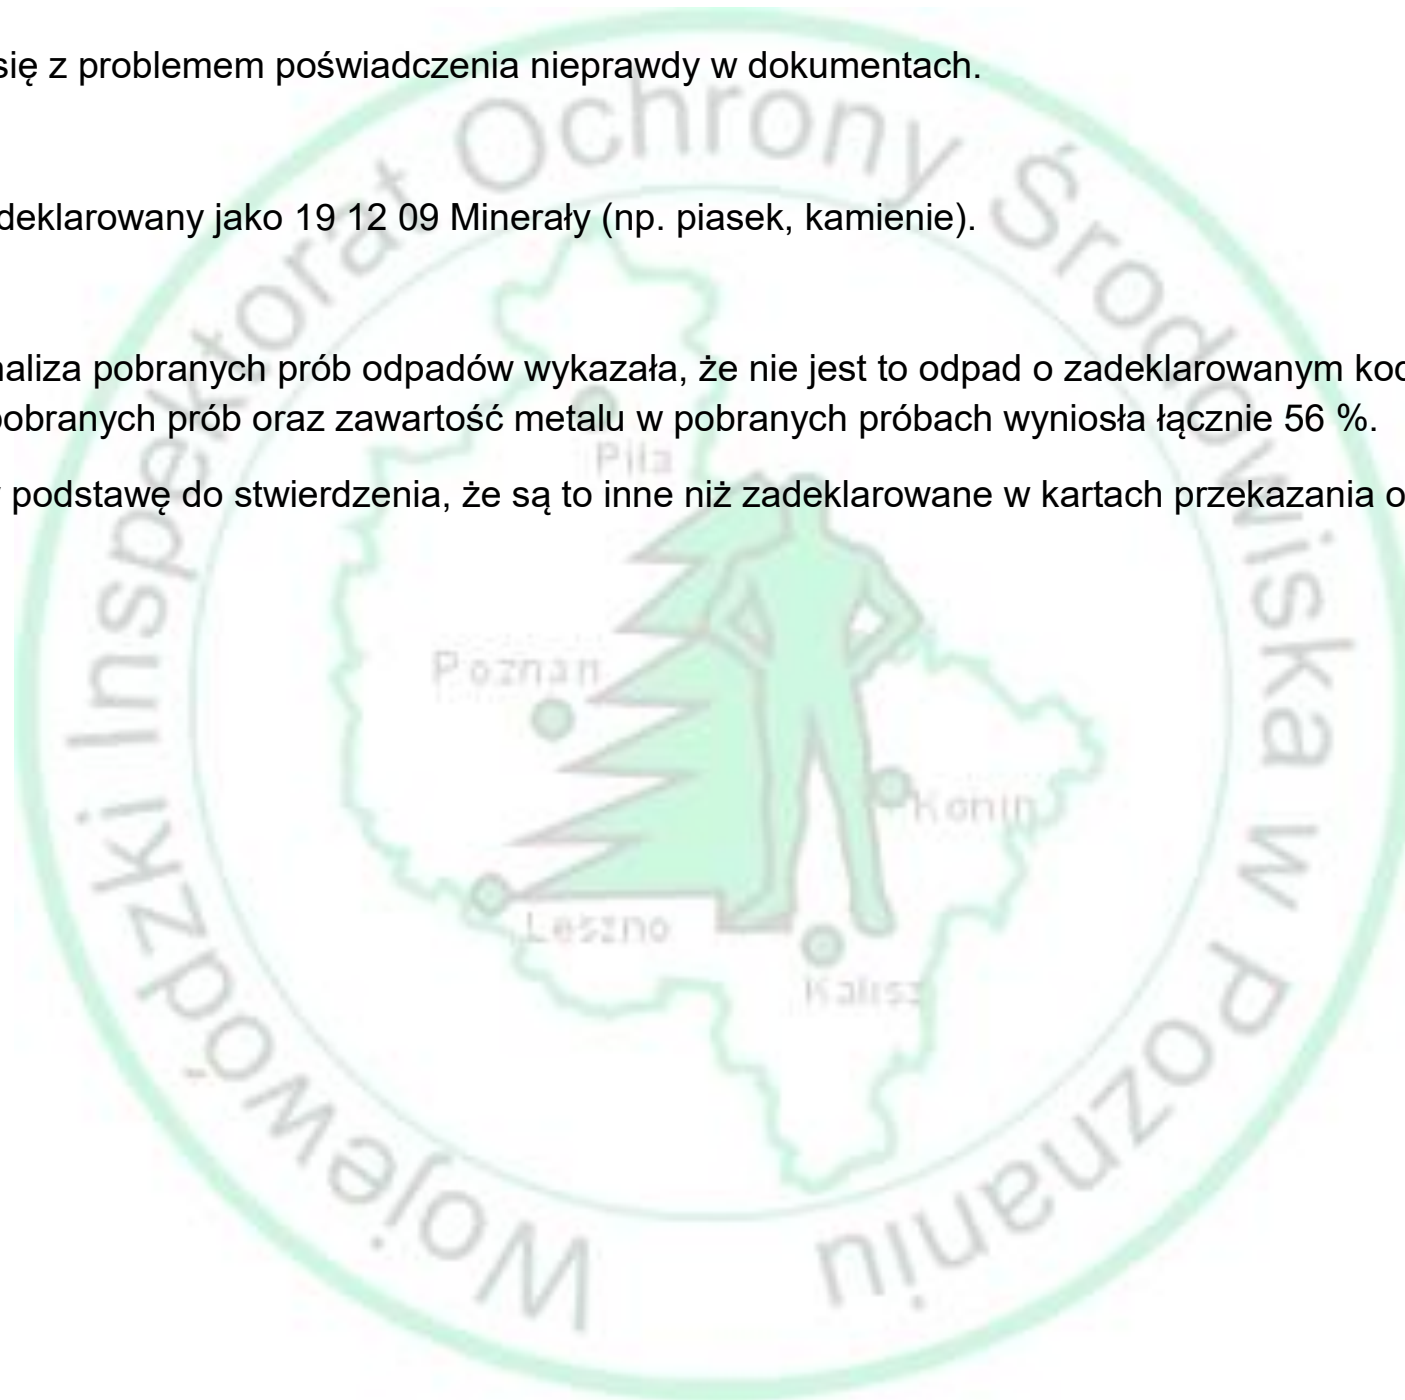 się z problemem poświadczenia nieprawdy w dokumentach.
deklarowany jako 19 12 09 Minerały (np. piasek, kamienie).
naliza pobranych prób odpadów wykazała, że nie jest to odpad o zadeklarowanym kod
pobranych prób oraz zawartość metalu w pobranych próbach wyniosła łącznie 56 %.
podstawę do stwierdzenia, że są to inne niż zadeklarowane w kartach przekazania o
Wojewódzki Inspektorat Ochrony Środowiska w Poznaniu
Piła
Poznań
Konin
Leszno
Kalisz